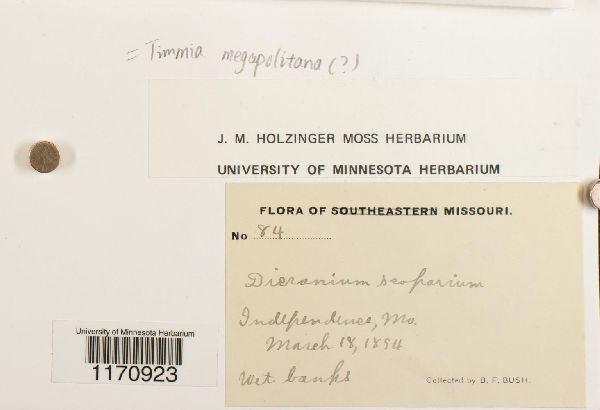 = Timmia megapolitana (?)
J. M. HOLZINGER MOSS HERBARIUM
UNIVERSITY OF MINNESOTA HERBARIUM
FLORA OF SOUTHEASTERN MISSOURI.
No 84
Dicranium scoparium
Independence, Mo.
March 18, 1894
Wet banks
Collected by B. F. BUSH.
University of Minnesota Herbarium
1170923